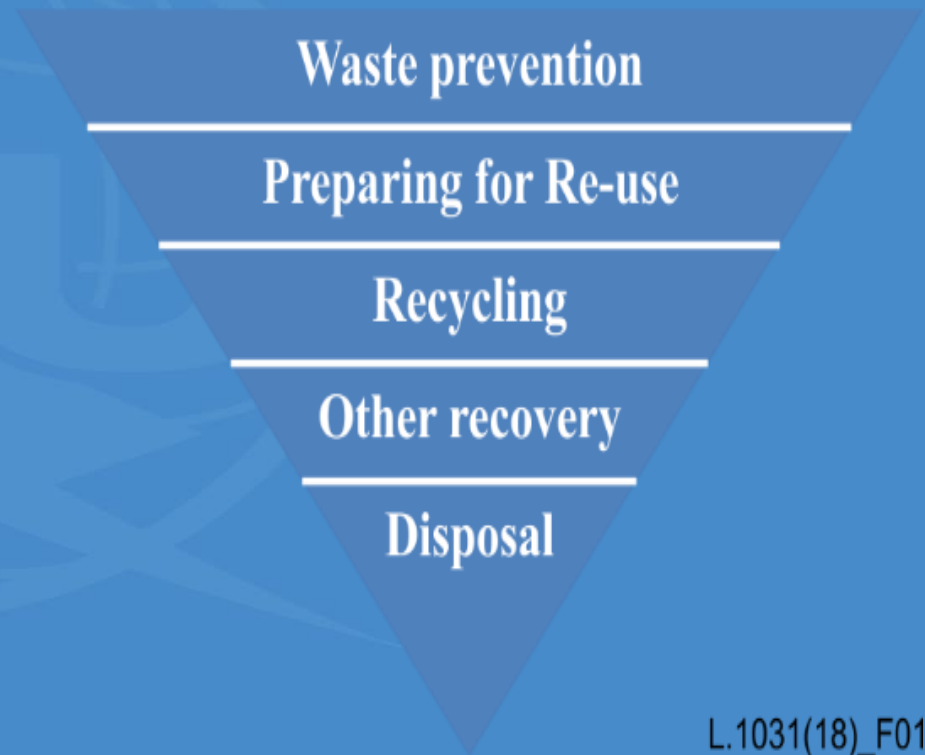 Waste prevention
Preparing for Re-use
Recycling
Other recovery
Disposal
L.1031(18)_F01